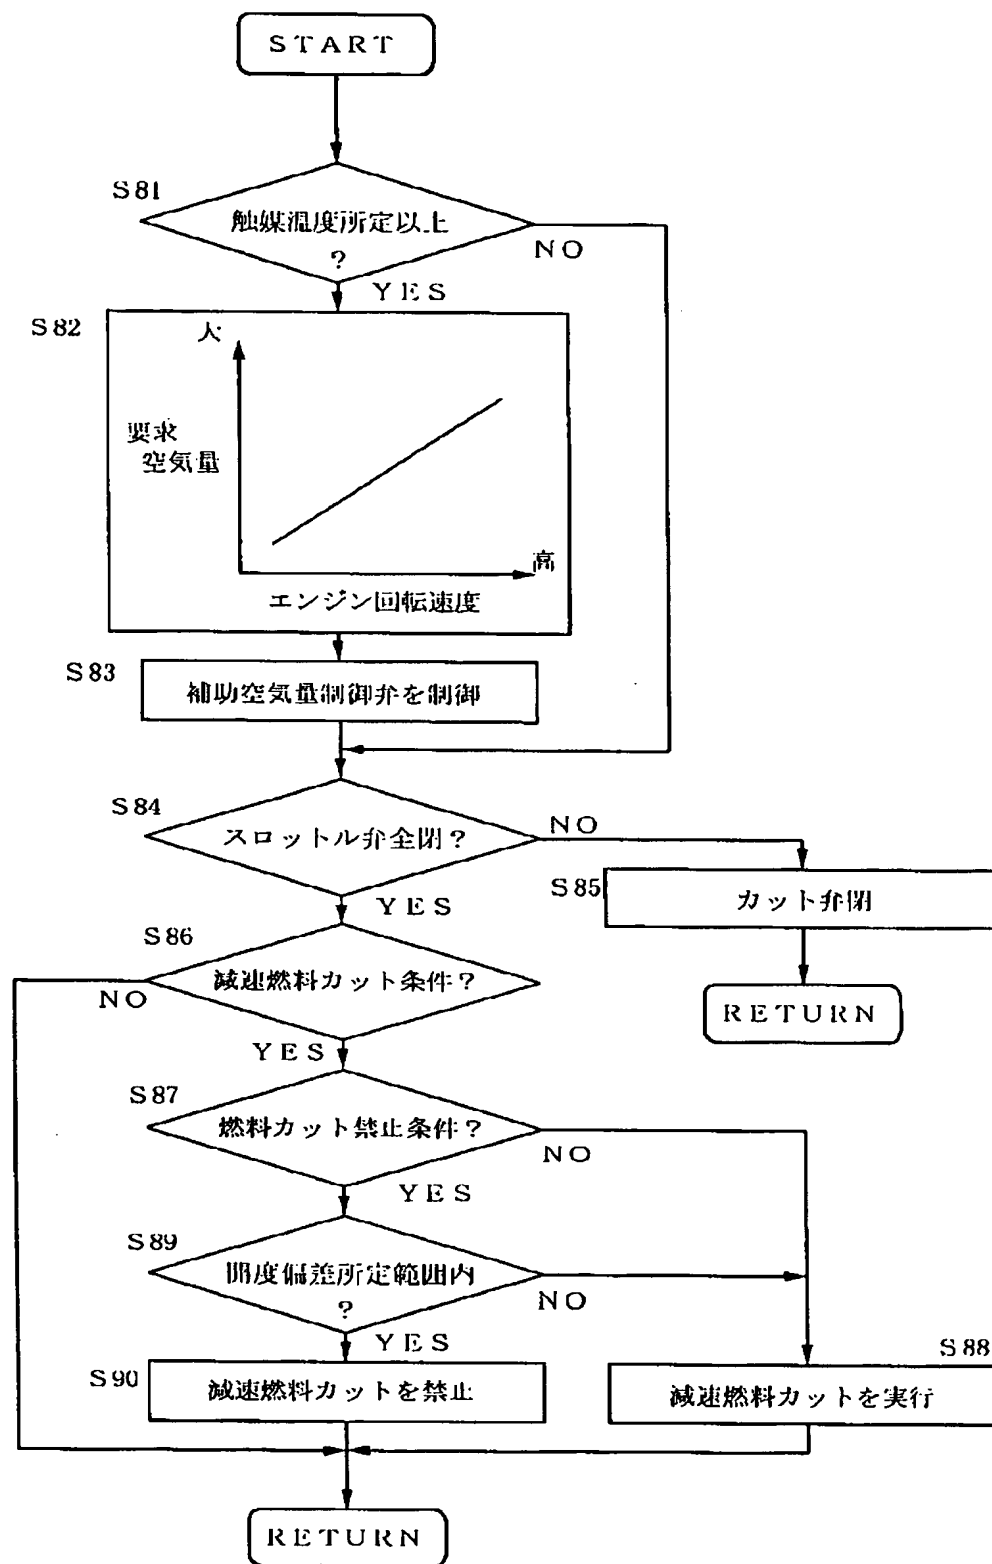 START
S81
触媒温度所定以上
?
NO
YES
S82
大
要求
空気量
高
エンジン回転速度
S83
補助空気量制御弁を制御
S84
スロットル弁全閉?
NO
YES
S85
カット弁閉
RETURN
S86
減速燃料カット条件?
NO
YES
S87
燃料カット禁止条件?
NO
YES
S89
開度偏差所定範囲内
?
NO
YES
S90
減速燃料カットを禁止
S88
減速燃料カットを実行
RETURN